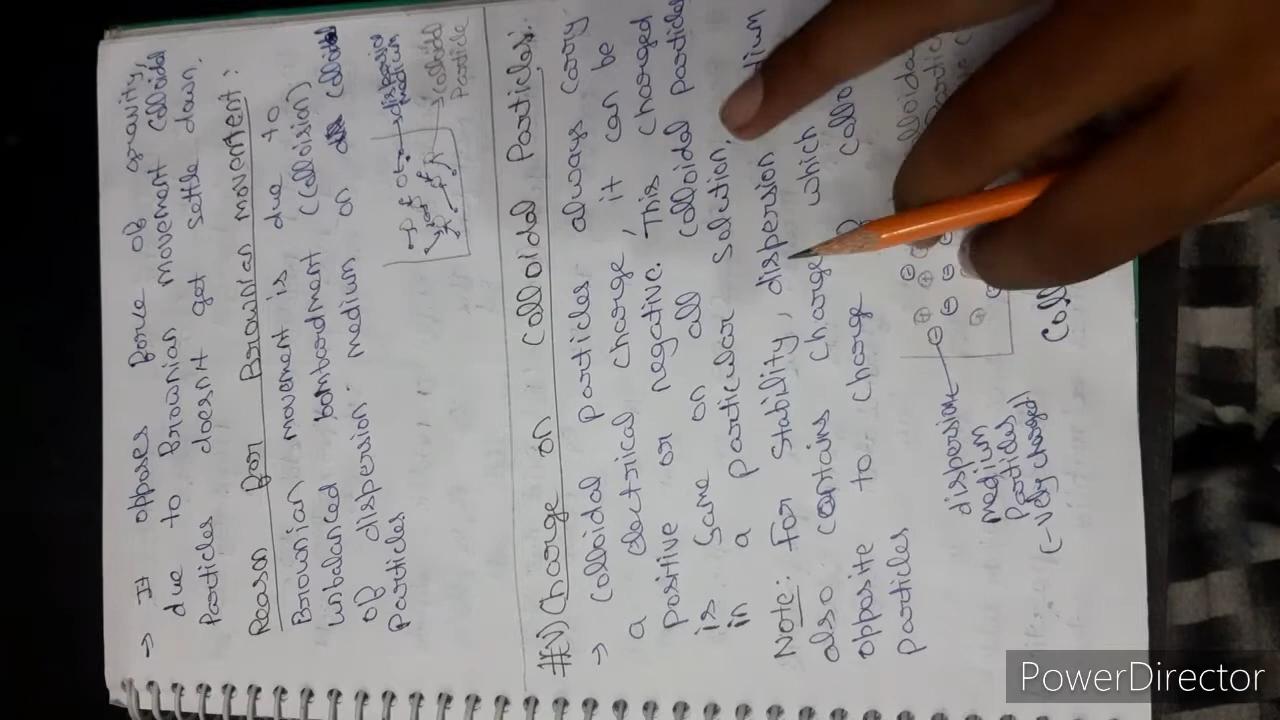 → It opposes force of gravity,
due to Brownian movement colloidal
Particles doesn't get settle down.
Reason for Brownian movement:
Brownian movement is due to
Unbalanced bombardment (Colloision)
of dispersion medium on colloidal
particles
dispersion
medium
colloidal
Particle
#(v) Charge on Colloidal Particles:
→ Colloidal particles always carry
a electrical charge, it can be
positive or negative. This charged
is same on all colloidal particles
in a particular solution.
Note: For stability, dispersion
also contains charge which
opposite to charge collo
particles
dispersion
medium
particles
(-vely charged)
Coll
PowerDirector